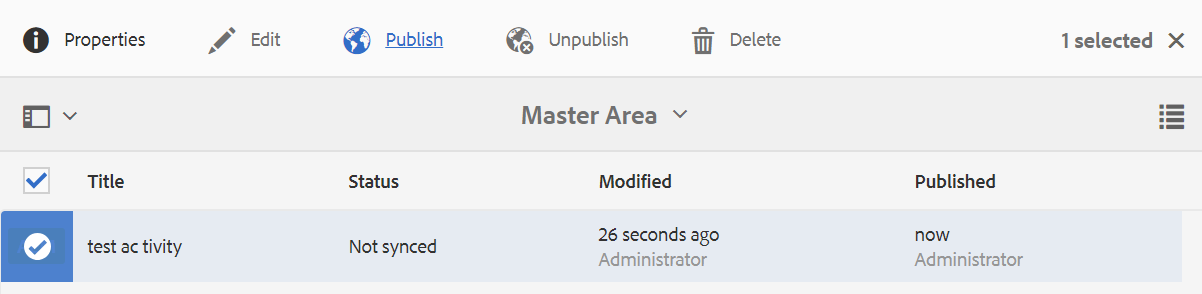 Properties Edit Publish Unpublish Delete 1 selected
Master Area
Title Status Modified Published
test ac tivity Not synced 26 seconds ago now
Administrator Administrator